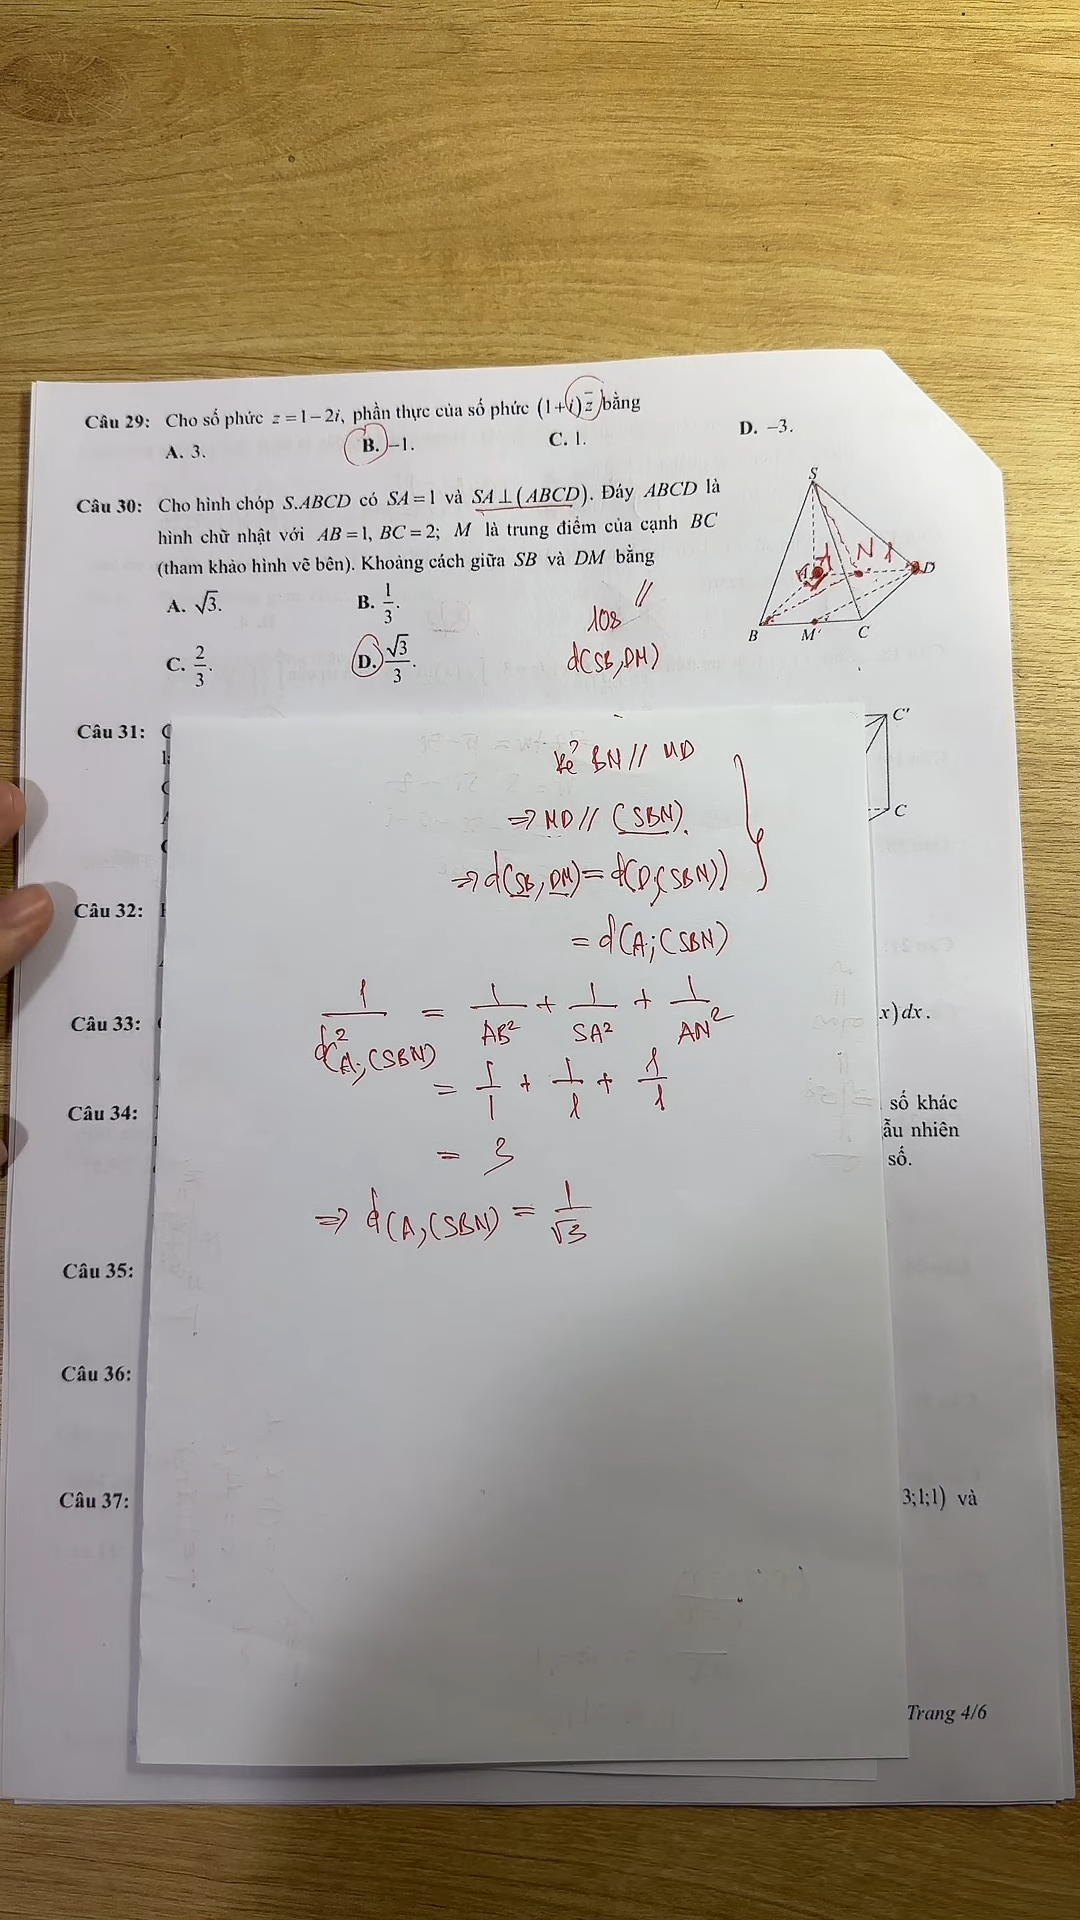 Câu 29: Cho số phức z = 1 − 2i, phần thực của số phức (1+i)z̄ bằng
A. 3. B. −1. C. 1. D. −3.
Câu 30: Cho hình chóp S.ABCD có SA = 1 và SA ⊥ (ABCD). Đáy ABCD là
hình chữ nhật với AB = 1, BC = 2; M là trung điểm của cạnh BC
(tham khảo hình vẽ bên). Khoảng cách giữa SB và DM bằng
A. √3. B. 1/3.
C. 2/3. D. √3/3.
S
A
N 1
D
B M C
//
d(SB, DM)
Câu 31:
C'
C
Kẻ BN // MD
⇒ MD // (SBN).
⇒ d(SB, DM) = d(D;(SBN))
= d(A;(SBN)
1/d²(A;(SBN) = 1/AB² + 1/SA² + 1/AN²
= 1/1 + 1/1 + 1/1
= 3
⇒ d(A,(SBN) = 1/√3
Câu 32:
Câu 33: x)dx.
Câu 34: số khác
ẫu nhiên
số.
Câu 35:
Câu 36:
Câu 37: 3;1;1) và
Trang 4/6